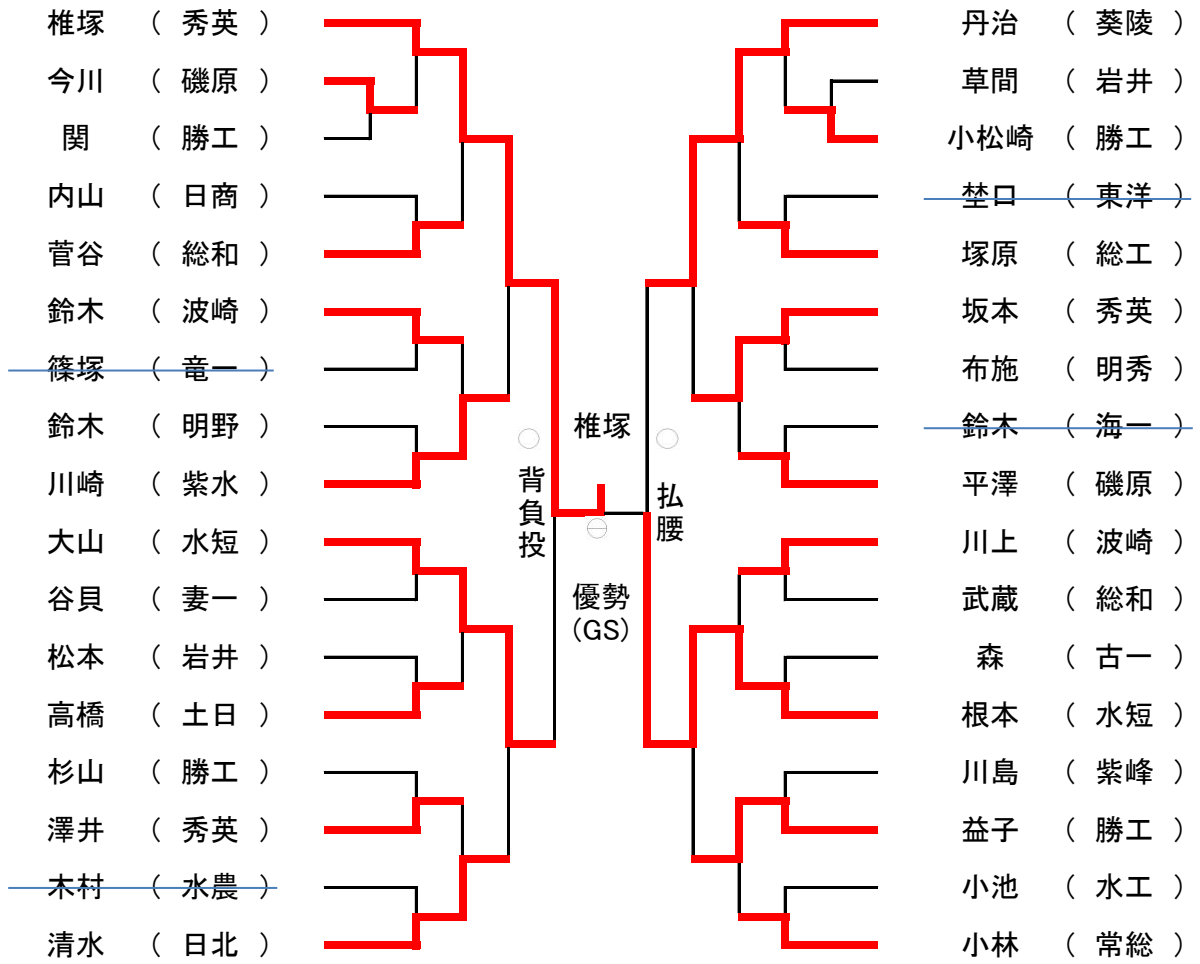 椎塚 ( 秀英 )
今川 ( 磯原 )
関 ( 勝工 )
内山 ( 日商 )
菅谷 ( 総和 )
鈴木 ( 波崎 )
篠塚 ( 竜一 )
鈴木 ( 明野 )
川崎 ( 紫水 )
大山 ( 水短 )
谷貝 ( 妻一 )
松本 ( 岩井 )
高橋 ( 土日 )
杉山 ( 勝工 )
澤井 ( 秀英 )
木村 ( 水農 )
清水 ( 日北 )
椎塚
背負投
払腰
優勢
(GS)
丹治 ( 葵陵 )
草間 ( 岩井 )
小松崎 ( 勝工 )
埜口 ( 東洋 )
塚原 ( 総工 )
坂本 ( 秀英 )
布施 ( 明秀 )
鈴木 ( 海一 )
平澤 ( 磯原 )
川上 ( 波崎 )
武蔵 ( 総和 )
森 ( 古一 )
根本 ( 水短 )
川島 ( 紫峰 )
益子 ( 勝工 )
小池 ( 水工 )
小林 ( 常総 )